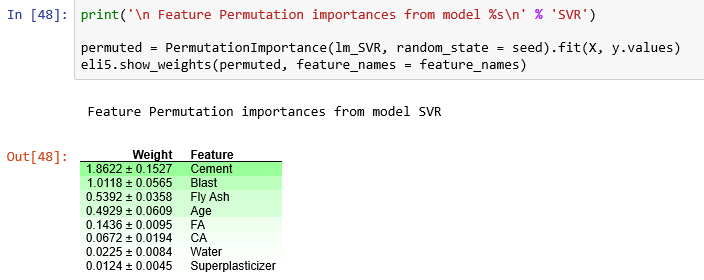 In [48]: print('\n Feature Permutation importances from model %s\n' % 'SVR')
permuted = PermutationImportance(lm_SVR, random_state = seed).fit(X, y.values)
eli5.show_weights(permuted, feature_names = feature_names)
Feature Permutation importances from model SVR
Out[48]:
Weight Feature
1.8622 ± 0.1527 Cement
1.0118 ± 0.0565 Blast
0.5392 ± 0.0358 Fly Ash
0.4929 ± 0.0609 Age
0.1436 ± 0.0095 FA
0.0672 ± 0.0194 CA
0.0225 ± 0.0084 Water
0.0124 ± 0.0045 Superplasticizer